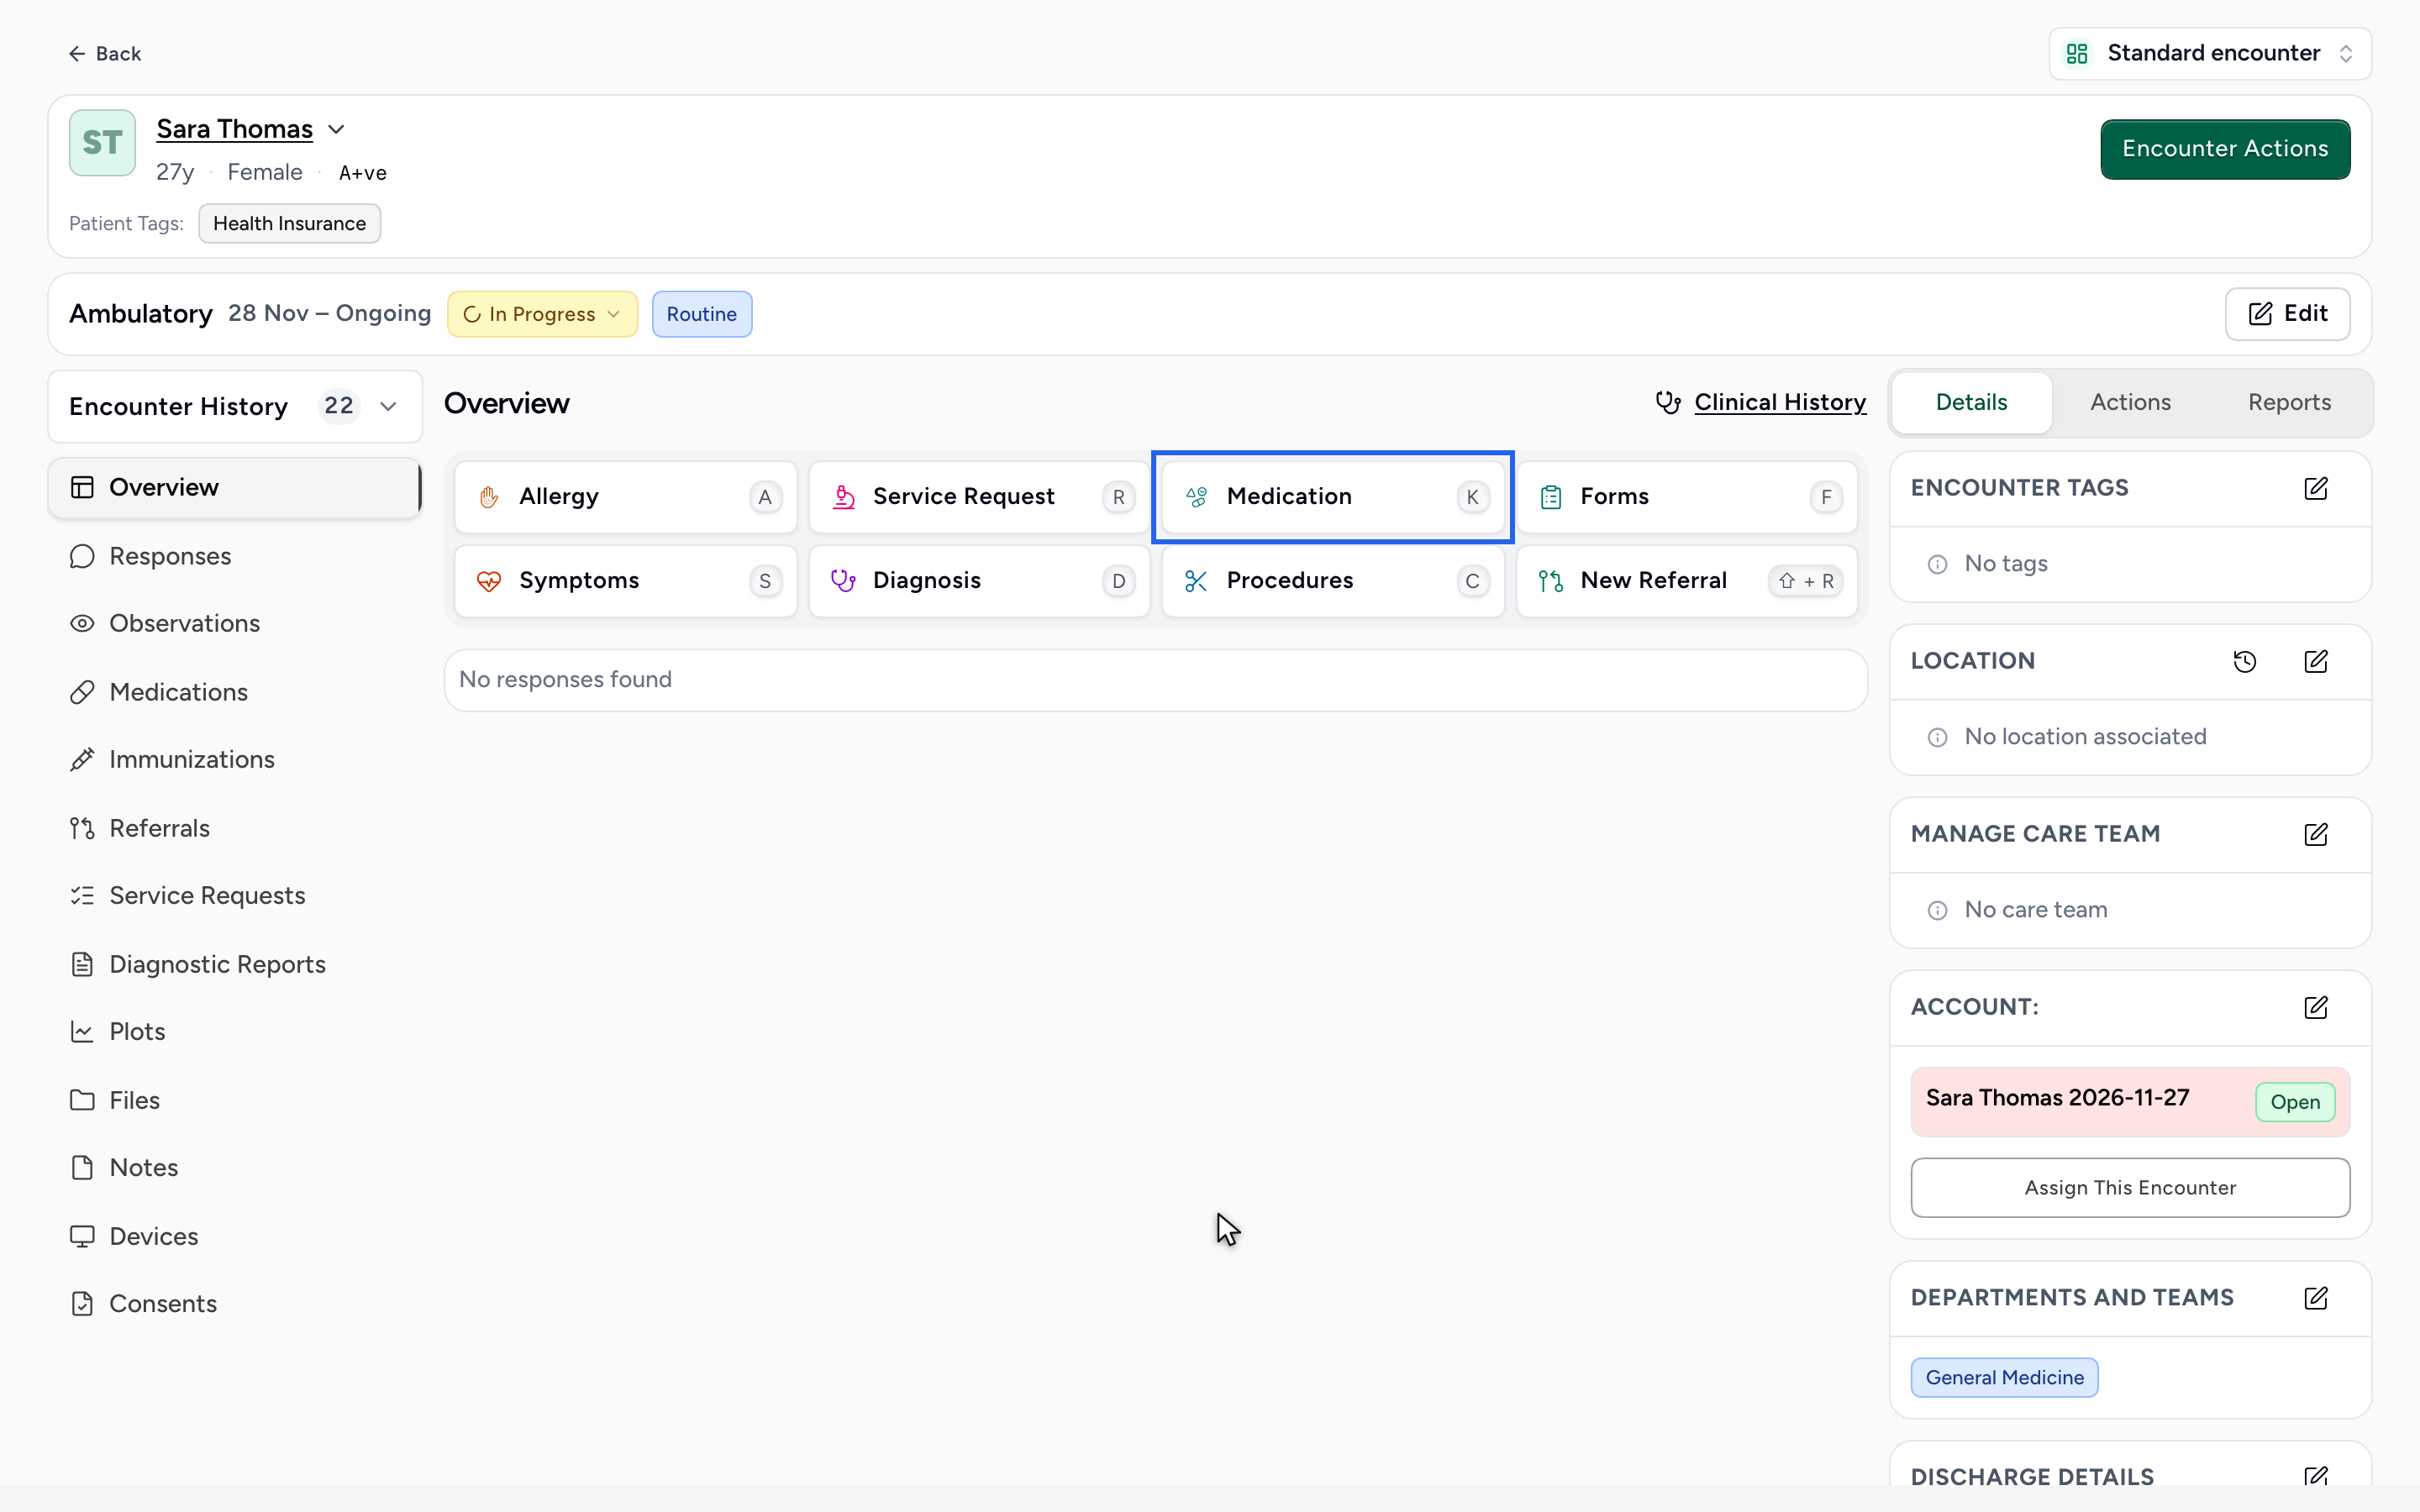 Back
Standard encounter
ST
Sara Thomas
27y · Female · A+ve
Encounter Actions
Patient Tags: Health Insurance
Ambulatory 28 Nov – Ongoing In Progress Routine
Edit
Encounter History 22
Overview
Responses
Observations
Medications
Immunizations
Referrals
Service Requests
Diagnostic Reports
Plots
Files
Notes
Devices
Consents
Overview
Clinical History
Allergy A
Service Request R
Medication K
Forms F
Symptoms S
Diagnosis D
Procedures C
New Referral ⇧ + R
No responses found
Details Actions Reports
ENCOUNTER TAGS
No tags
LOCATION
No location associated
MANAGE CARE TEAM
No care team
ACCOUNT:
Sara Thomas 2026-11-27 Open
Assign This Encounter
DEPARTMENTS AND TEAMS
General Medicine
DISCHARGE DETAILS